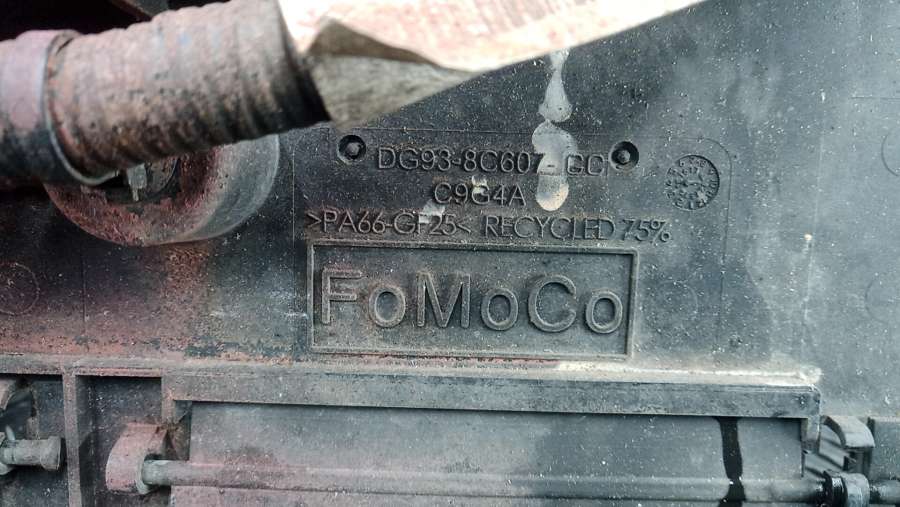 DG93-8C607- GC
C9G4A
>PA66-GF25< RECYCLED 75%
FoMoCo